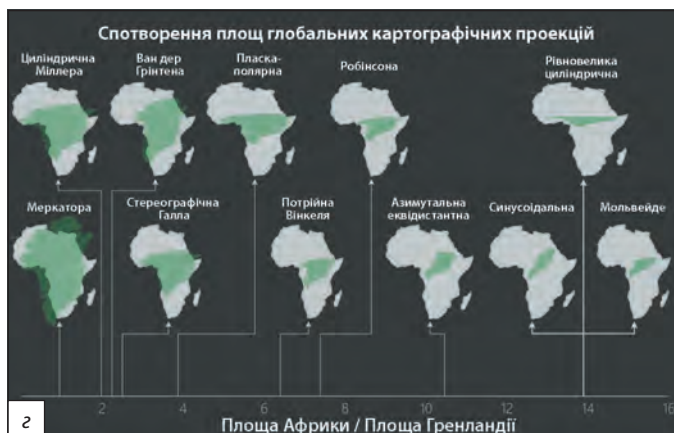 Спотворення площ глобальних картографічних проекцій
Циліндрична
Міллера
Ван дер
Грінтена
Пласка-
полярна
Робінсона
Рівновелика
циліндрична
Меркатора
Стереографічна
Галла
Потрійна
Вінкеля
Азимутальна
еквідистантна
Синусоідальна
Мольвейде
2 4 6 8 10 12 14 16
Площа Африки / Площа Гренландії
г